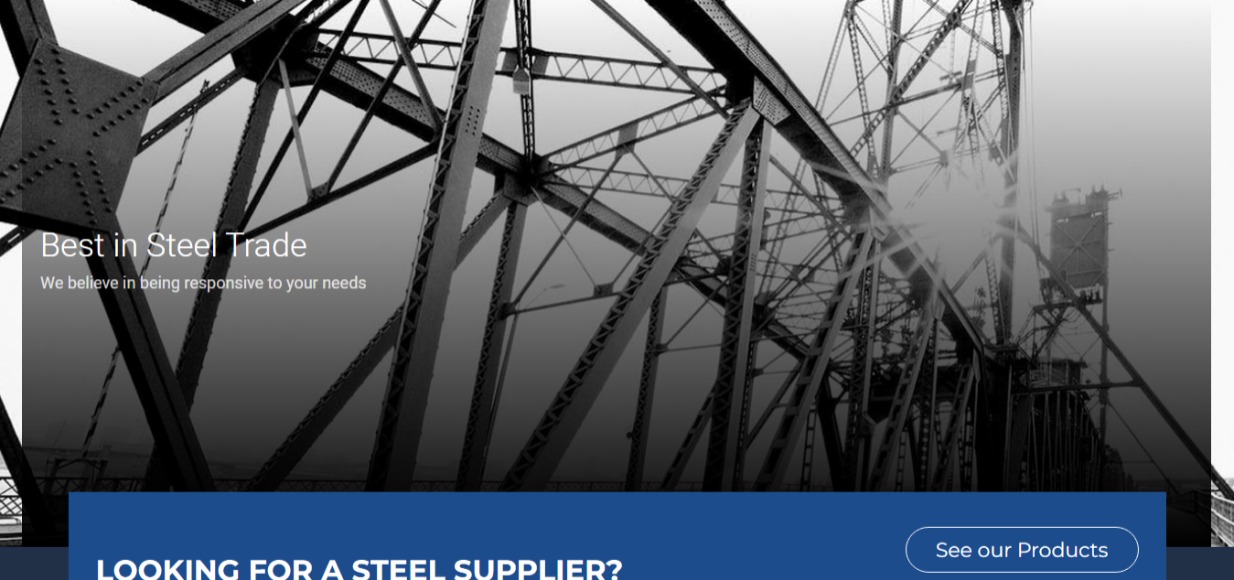 Best in Steel Trade
We believe in being responsive to your needs
See our Products
LOOKING FOR A STEEL SUPPLIER?